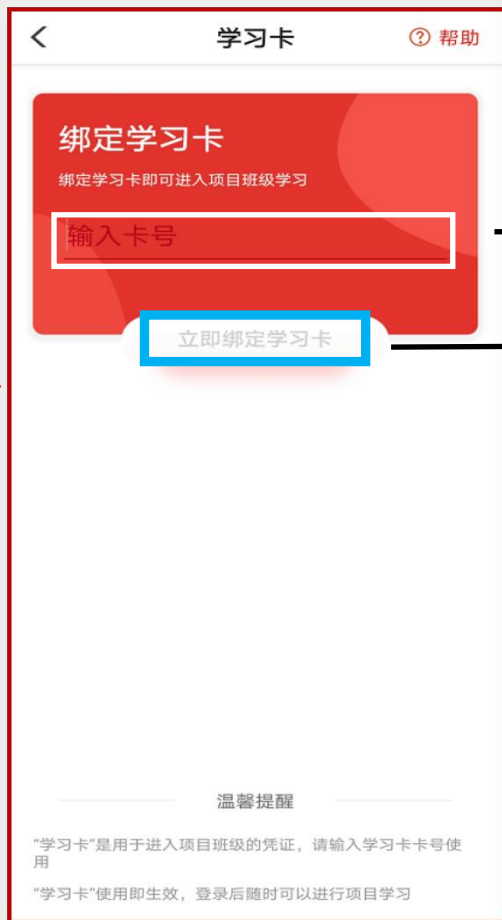 学习卡
帮助
绑定学习卡
绑定学习卡即可进入项目班级学习
输入卡号
立即绑定学习卡
温馨提醒
“学习卡”是用于进入项目班级的凭证，请输入学习卡卡号使
用
“学习卡”使用即生效，登录后随时可以进行项目学习